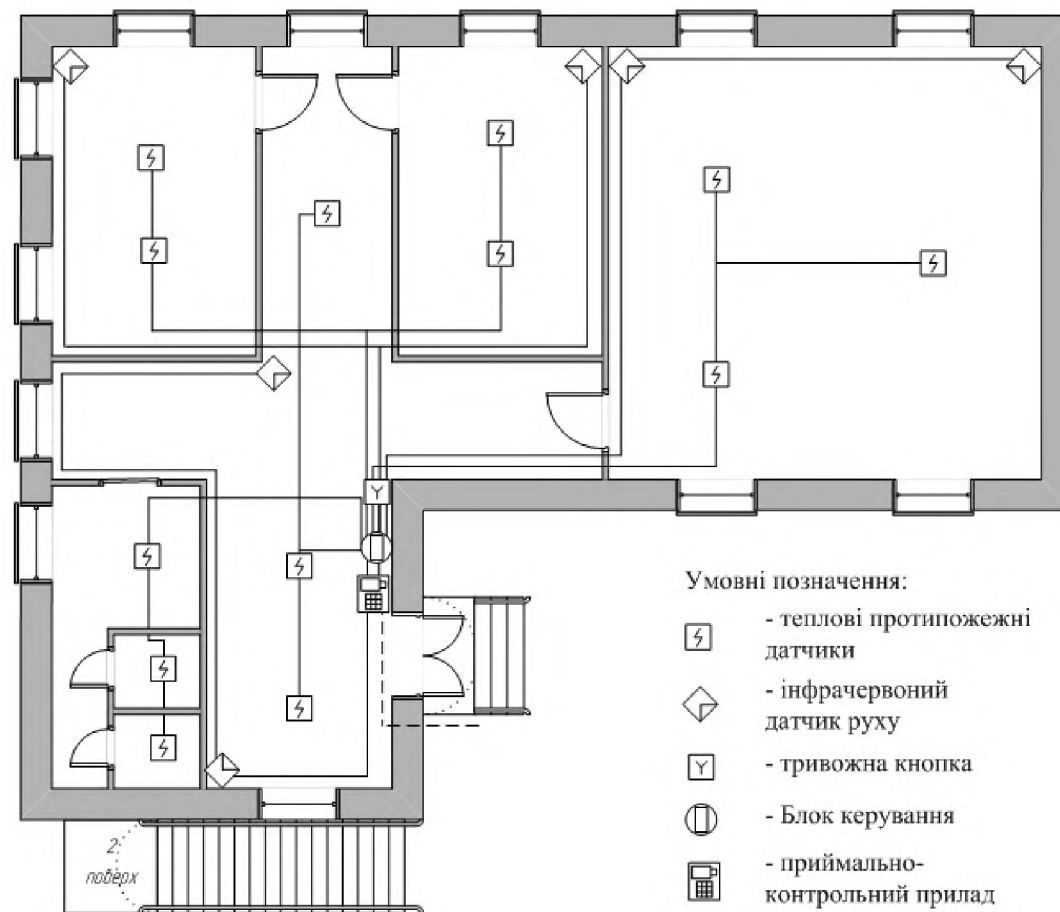 Умовні позначення:
- теплові протипожежні
датчики
- інфрачервоний
датчик руху
- тривожна кнопка
- Блок керування
- приймально-
контрольний прилад
2
поверх